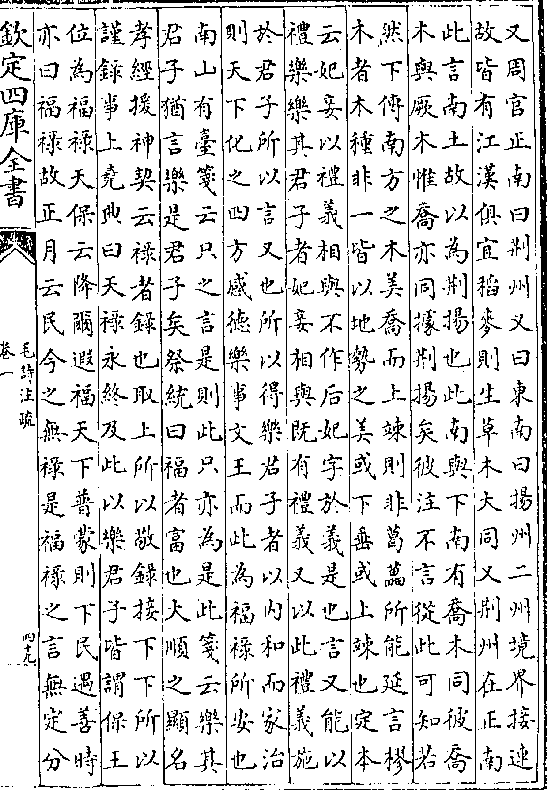 又周官正南曰荆州又曰東南曰揚州二州境界接連
故皆有江漢俱宜稻麥則生草木大同又荆州在正南
此言南土故以為荆揚也此南與下南有喬木同彼喬
木與厥木惟喬亦同據荆揚矣彼注不言從此可知若
然下傳南方之木美喬而上竦則非葛藟所能延言樛
木者木種非一皆以地勢之美或下垂或上竦也定本
云妃妾以禮義相與不作后妃字於義是也言又能以
禮樂樂其君子者妃妾相與既有禮義又以此禮義施
於君子所以言又也所以得樂君子者以内和而家治
則天下化之四方感德樂事文王而此為福禄所安也
南山有臺箋云只之言是則此只亦為是此箋云樂其
君子猶言樂是君子矣祭統曰福者富也大順之顯名
孝經援神契云禄者録也取上所以敬録接下下所以
謹録事上堯典曰天禄永終及此以樂君子皆謂保王
位為福禄天保云降爾遐福天下普蒙則下民遇善時
亦曰福禄故正月云民今之無禄是福禄之言無定分
欽定四庫全書
毛詩注疏
卷一
四十九